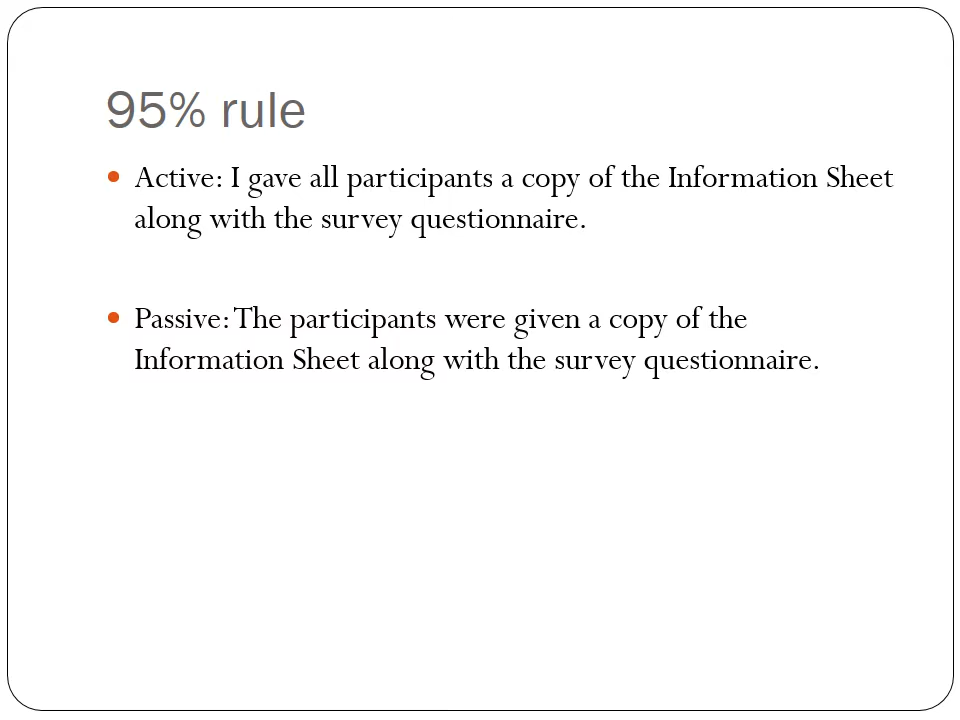 95% rule
• Active: I gave all participants a copy of the Information Sheet
along with the survey questionnaire.
• Passive: The participants were given a copy of the
Information Sheet along with the survey questionnaire.